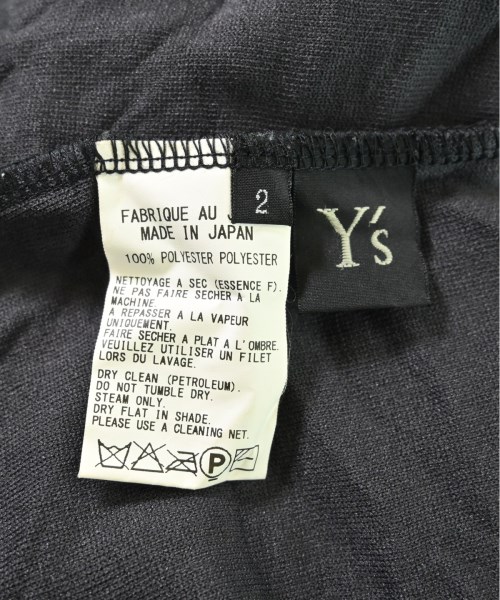 FABRIQUE AU J
MADE IN JAPAN
100% POLYESTER POLYESTER
NETTOYAGE A SEC (ESSENCE F).
NE PAS FAIRE SECHER A LA
MACHINE.
A REPASSER A LA VAPEUR
UNIQUEMENT.
FAIRE SECHER A PLAT A L'OMBRE.
VEUILLEZ UTILISER UN FILET
LORS DU LAVAGE.
DRY CLEAN (PETROLEUM).
DO NOT TUMBLE DRY.
STEAM ONLY.
DRY FLAT IN SHADE.
PLEASE USE A CLEANING NET.
P
2
Y's